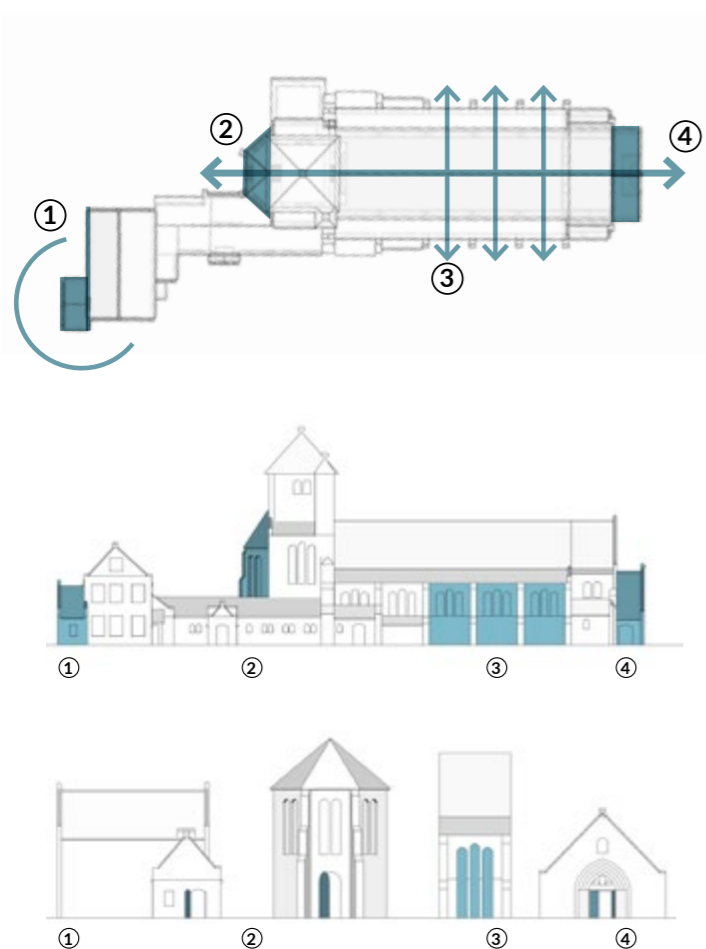 ②
④
①
③
① ② ③ ④
① ② ③ ④